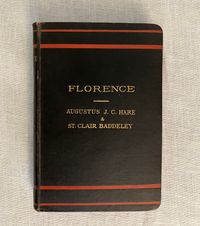 FLORENCE
AUGUSTUS J. C. HARE
&
ST. CLAIR BADDELEY